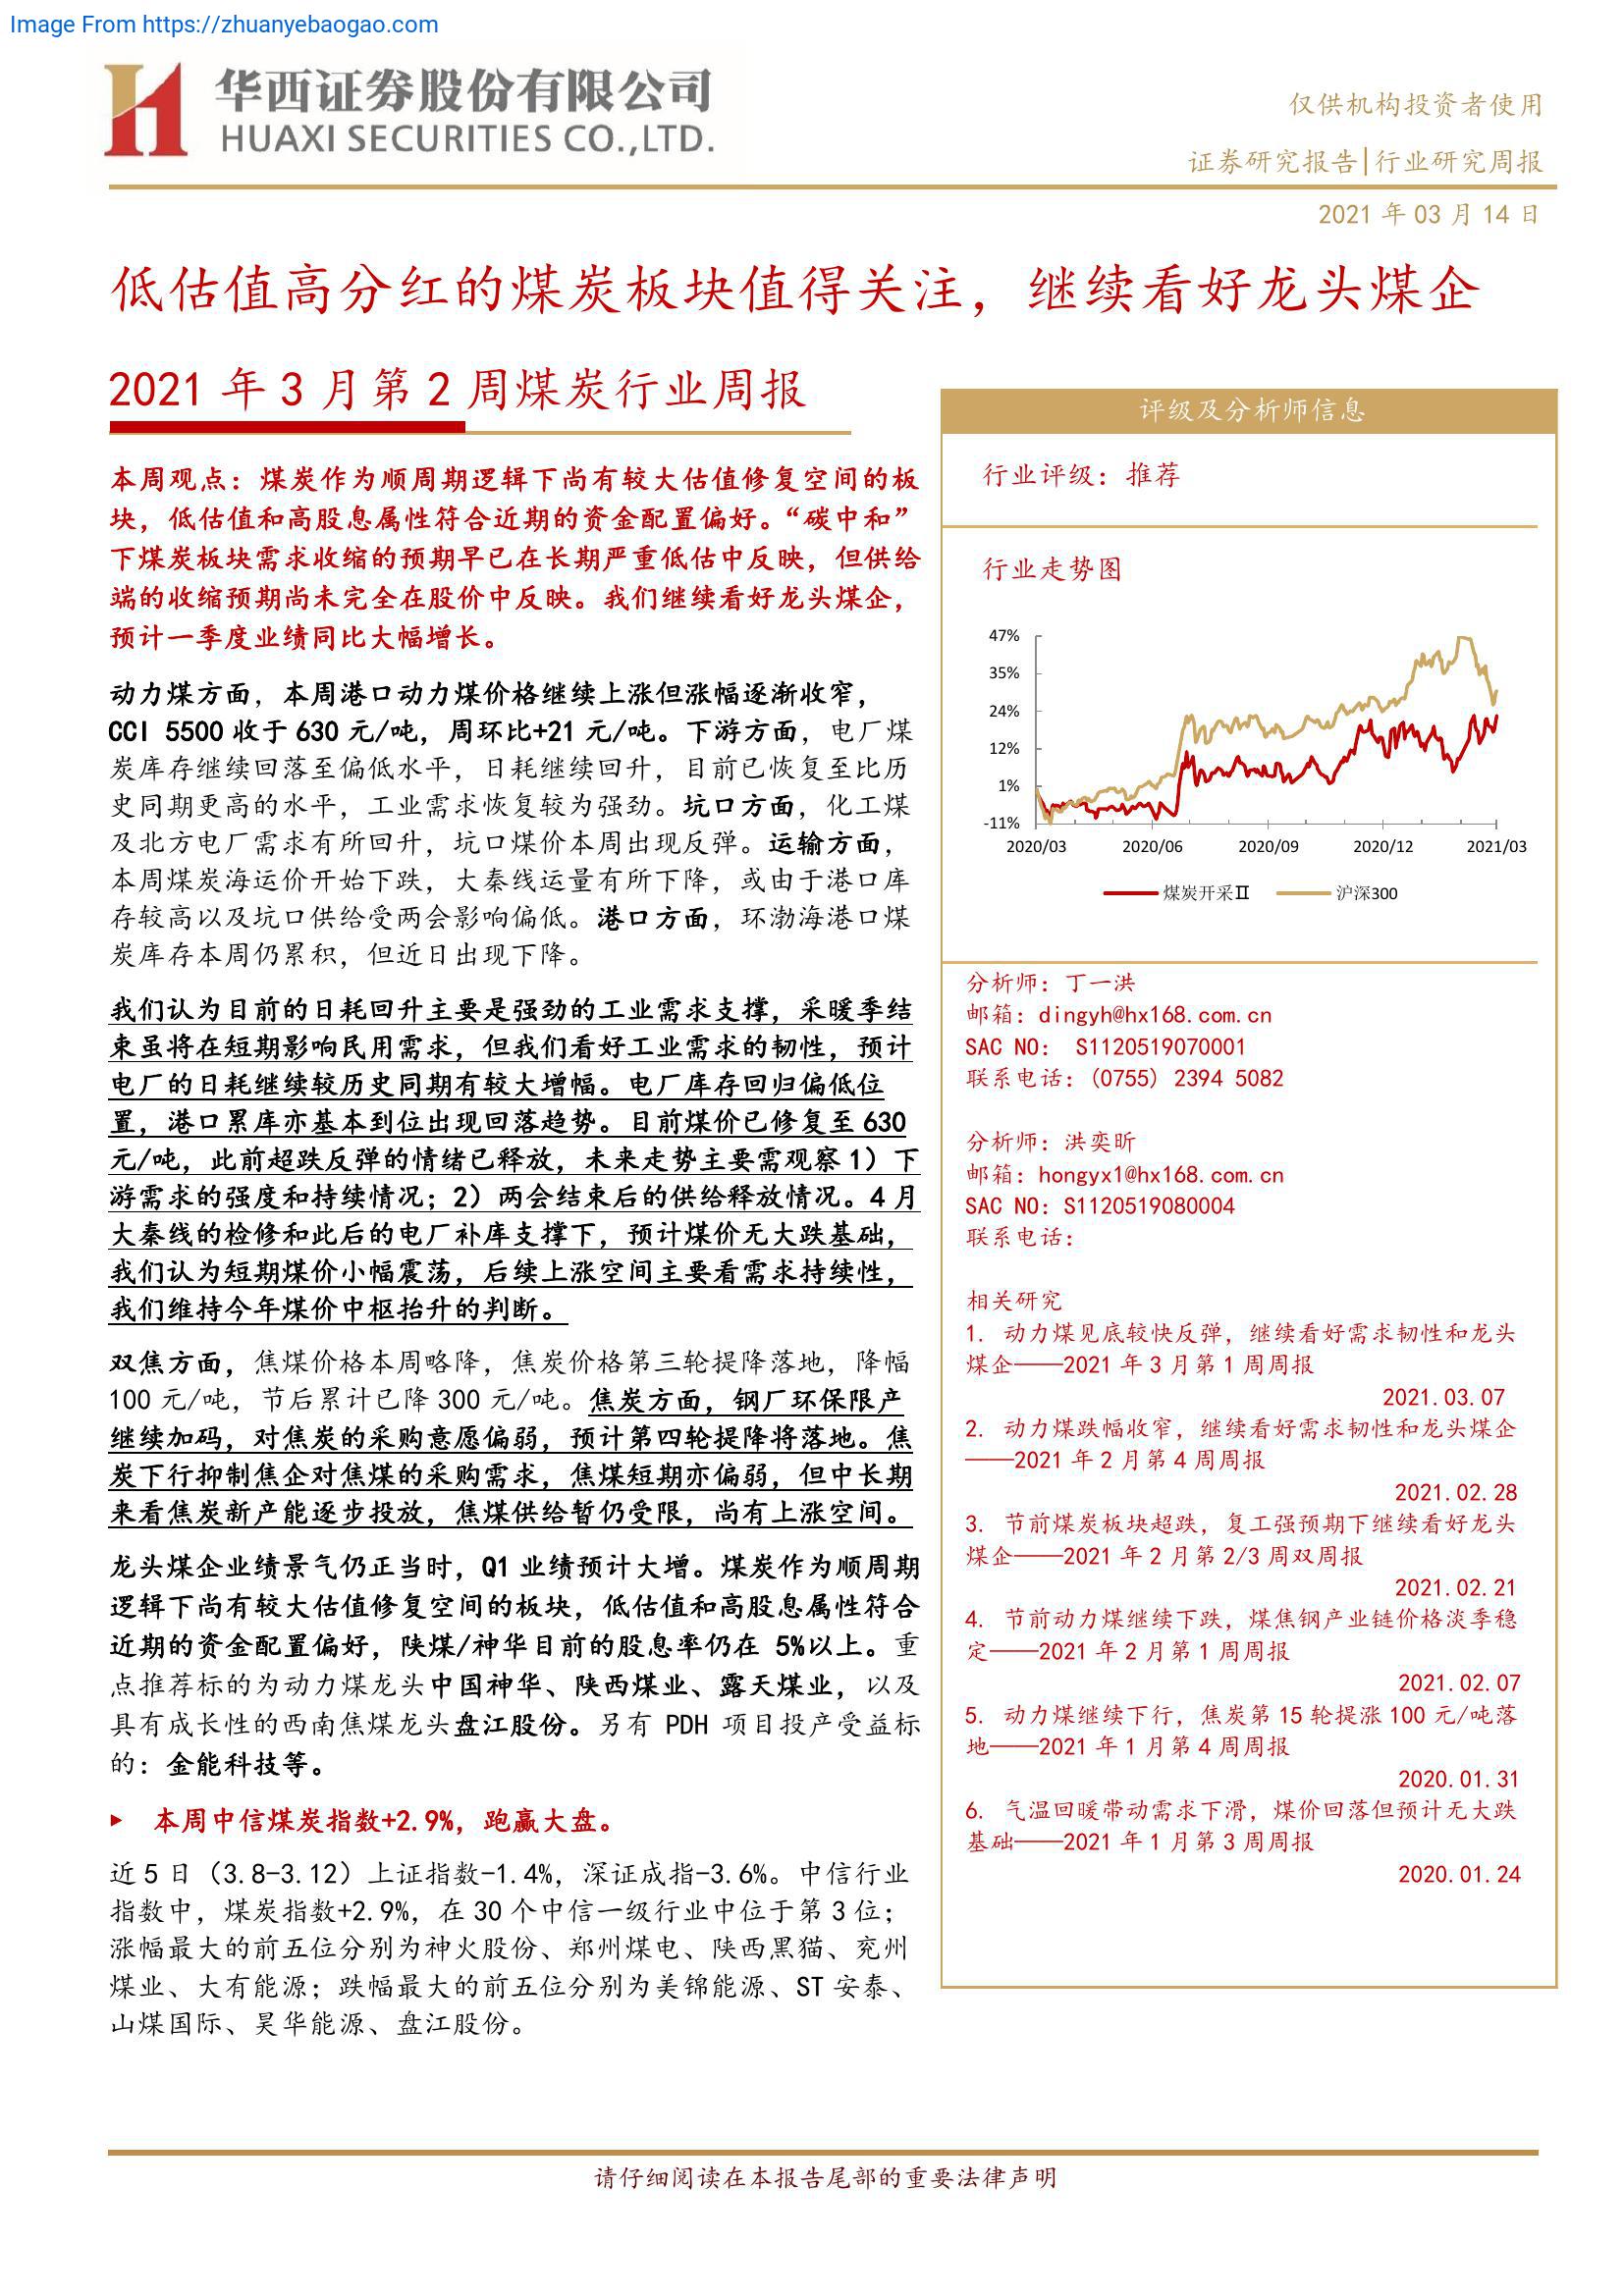 Image From https://zhuanyebaogao.com
华西证券股份有限公司
HUAXI SECURITIES CO.,LTD.
仅供机构投资者使用
证券研究报告|行业研究周报
2021 年 03 月 14 日
低估值高分红的煤炭板块值得关注，继续看好龙头煤企
2021 年 3 月第 2 周煤炭行业周报
本周观点：煤炭作为顺周期逻辑下尚有较大估值修复空间的板
块，低估值和高股息属性符合近期的资金配置偏好。“碳中和”
下煤炭板块需求收缩的预期早已在长期严重低估中反映，但供给
端的收缩预期尚未完全在股价中反映。我们继续看好龙头煤企，
预计一季度业绩同比大幅增长。
动力煤方面，本周港口动力煤价格继续上涨但涨幅逐渐收窄，
CCI 5500 收于 630 元/吨，周环比+21 元/吨。下游方面，电厂煤
炭库存继续回落至偏低水平，日耗继续回升，目前已恢复至比历
史同期更高的水平，工业需求恢复较为强劲。坑口方面，化工煤
及北方电厂需求有所回升，坑口煤价本周出现反弹。运输方面，
本周煤炭海运价开始下跌，大秦线运量有所下降，或由于港口库
存较高以及坑口供给受两会影响偏低。港口方面，环渤海港口煤
炭库存本周仍累积，但近日出现下降。
我们认为目前的日耗回升主要是强劲的工业需求支撑，采暖季结
束虽将在短期影响民用需求，但我们看好工业需求的韧性，预计
电厂的日耗继续较历史同期有较大增幅。电厂库存回归偏低位
置，港口累库亦基本到位出现回落趋势。目前煤价已修复至 630
元/吨，此前超跌反弹的情绪已释放，未来走势主要需观察 1）下
游需求的强度和持续情况；2）两会结束后的供给释放情况。4 月
大秦线的检修和此后的电厂补库支撑下，预计煤价无大跌基础，
我们认为短期煤价小幅震荡，后续上涨空间主要看需求持续性，
我们维持今年煤价中枢抬升的判断。
双焦方面，焦煤价格本周略降，焦炭价格第三轮提降落地，降幅
100 元/吨，节后累计已降 300 元/吨。焦炭方面，钢厂环保限产
继续加码，对焦炭的采购意愿偏弱，预计第四轮提降将落地。焦
炭下行抑制焦企对焦煤的采购需求，焦煤短期亦偏弱，但中长期
来看焦炭新产能逐步投放，焦煤供给暂仍受限，尚有上涨空间。
龙头煤企业绩景气仍正当时，Q1 业绩预计大增。煤炭作为顺周期
逻辑下尚有较大估值修复空间的板块，低估值和高股息属性符合
近期的资金配置偏好，陕煤/神华目前的股息率仍在 5%以上。重
点推荐标的为动力煤龙头中国神华、陕西煤业、露天煤业，以及
具有成长性的西南焦煤龙头盘江股份。另有 PDH 项目投产受益标
的：金能科技等。
▶ 本周中信煤炭指数+2.9%，跑赢大盘。
近 5 日（3.8-3.12）上证指数-1.4%，深证成指-3.6%。中信行业
指数中，煤炭指数+2.9%，在 30 个中信一级行业中位于第 3 位；
涨幅最大的前五位分别为神火股份、郑州煤电、陕西黑猫、兖州
煤业、大有能源；跌幅最大的前五位分别为美锦能源、ST 安泰、
山煤国际、昊华能源、盘江股份。
评级及分析师信息
行业评级：推荐
行业走势图
47%
35%
24%
12%
1%
-11%
2020/03 2020/06 2020/09 2020/12 2021/03
煤炭开采Ⅱ 沪深300
分析师：丁一洪
邮箱：dingyh@hx168.com.cn
SAC NO： S1120519070001
联系电话：(0755) 2394 5082
分析师：洪奕昕
邮箱：hongyx1@hx168.com.cn
SAC NO：S1120519080004
联系电话：
相关研究
1. 动力煤见底较快反弹，继续看好需求韧性和龙头
煤企——2021 年 3 月第 1 周周报
2021.03.07
2. 动力煤跌幅收窄，继续看好需求韧性和龙头煤企
——2021 年 2 月第 4 周周报
2021.02.28
3. 节前煤炭板块超跌，复工强预期下继续看好龙头
煤企——2021 年 2 月第 2/3 周双周报
2021.02.21
4. 节前动力煤继续下跌，煤焦钢产业链价格淡季稳
定——2021 年 2 月第 1 周周报
2021.02.07
5. 动力煤继续下行，焦炭第 15 轮提涨 100 元/吨落
地——2021 年 1 月第 4 周周报
2020.01.31
6. 气温回暖带动需求下滑，煤价回落但预计无大跌
基础——2021 年 1 月第 3 周周报
2020.01.24
请仔细阅读在本报告尾部的重要法律声明